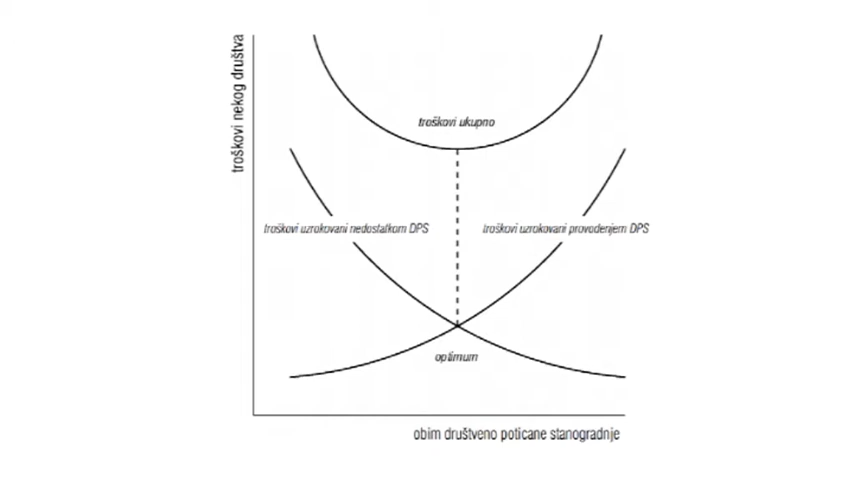 troškovi nekog društva
troškovi ukupno
troškovi uzrokovani nedostatkom DPS
troškovi uzrokovani provođenjem DPS
optimum
obim društveno poticane stanogradnje